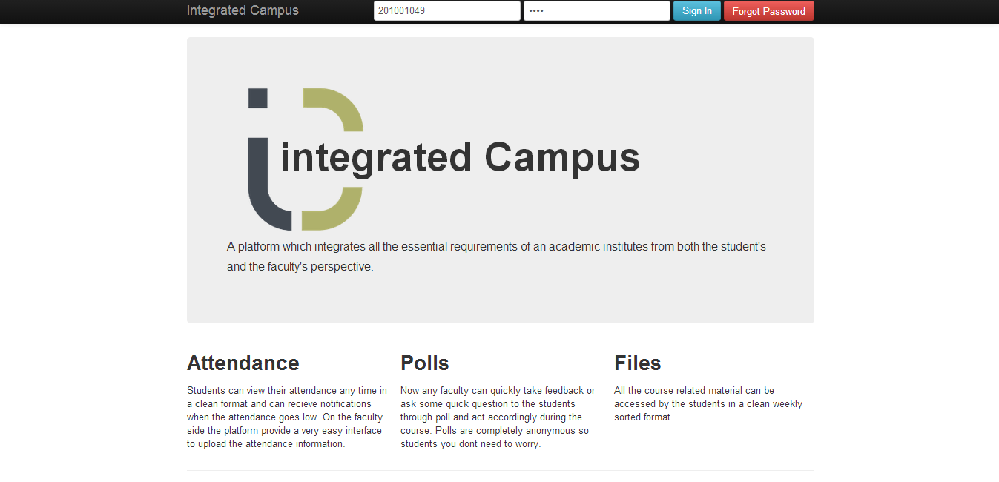 Integrated Campus 201001049 •••• Sign In Forgot Password
integrated Campus
A platform which integrates all the essential requirements of an academic institutes from both the student's
and the faculty's perspective.
Attendance
Students can view their attendance any time in
a clean format and can recieve notifications
when the attendance goes low. On the faculty
side the platform provide a very easy interface
to upload the attendance information.
Polls
Now any faculty can quickly take feedback or
ask some quick question to the students
through poll and act accordingly during the
course. Polls are completely anonymous so
students you dont need to worry.
Files
All the course related material can be
accessed by the students in a clean weekly
sorted format.